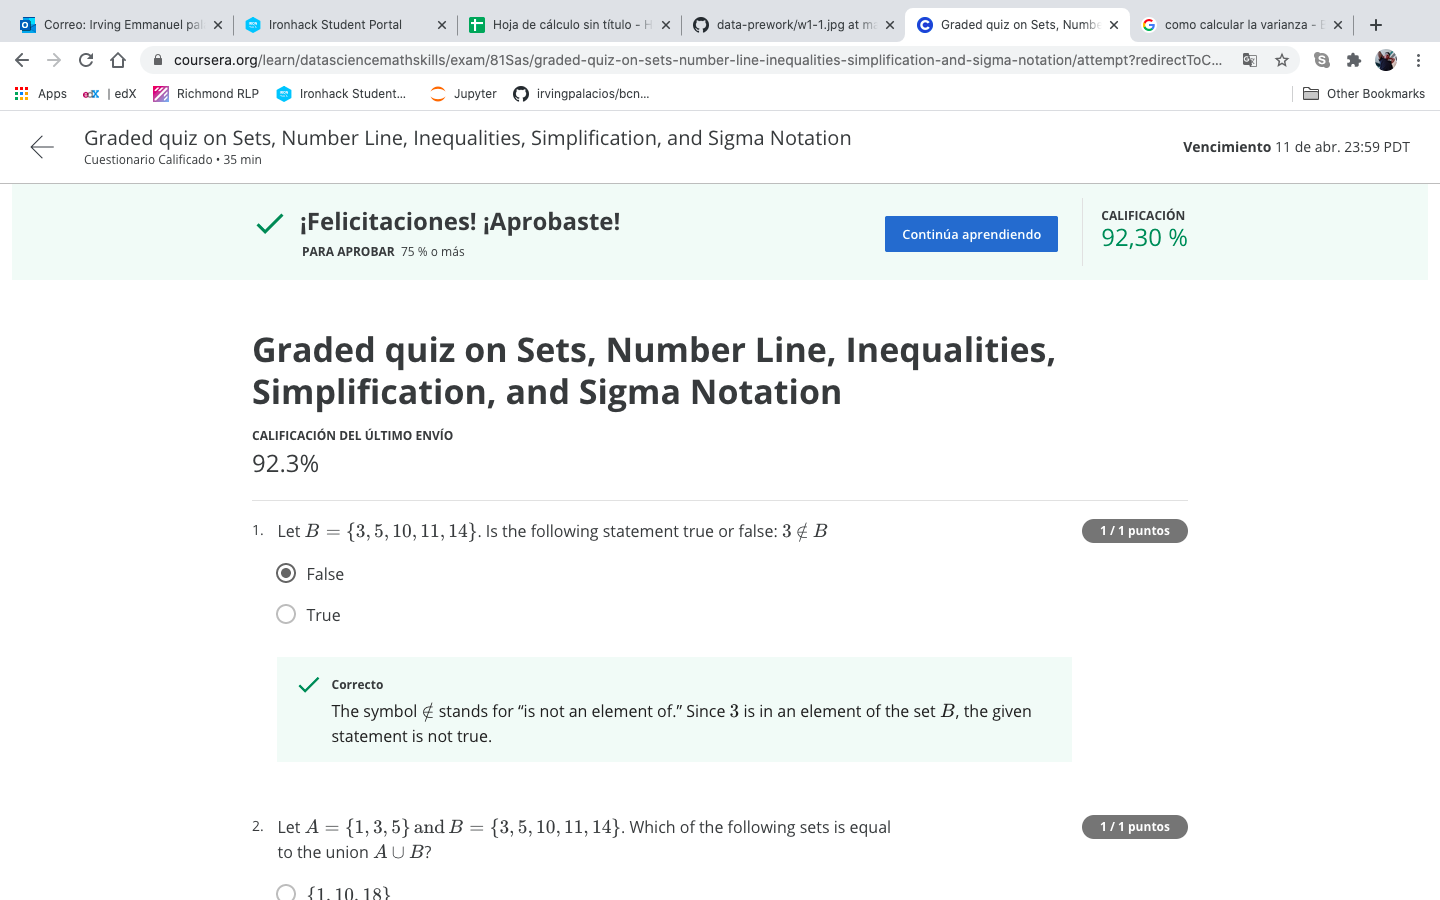 Correo: Irving Emmanuel pal
Ironhack Student Portal
Hoja de cálculo sin título - H
data-prework/w1-1.jpg at ma
Graded quiz on Sets, Numbe
como calcular la varianza -
coursera.org/learn/datasciencemathskills/exam/81Sas/graded-quiz-on-sets-number-line-inequalities-simplification-and-sigma-notation/attempt?redirectToC...
Apps
edX | edX
Richmond RLP
Ironhack Student...
Jupyter
irvingpalacios/bcn...
Other Bookmarks
Graded quiz on Sets, Number Line, Inequalities, Simplification, and Sigma Notation
Cuestionario Calificado • 35 min
Vencimiento 11 de abr. 23:59 PDT
¡Felicitaciones! ¡Aprobaste!
PARA APROBAR 75 % o más
Continúa aprendiendo
CALIFICACIÓN
92,30 %
Graded quiz on Sets, Number Line, Inequalities,
Simplification, and Sigma Notation
CALIFICACIÓN DEL ÚLTIMO ENVÍO
92.3%
1. Let B = {3, 5, 10, 11, 14}. Is the following statement true or false: 3 ∉ B
1 / 1 puntos
False
True
Correcto
The symbol ∉ stands for “is not an element of.” Since 3 is in an element of the set B, the given
statement is not true.
2. Let A = {1, 3, 5} and B = {3, 5, 10, 11, 14}. Which of the following sets is equal
to the union A ∪ B?
1 / 1 puntos
{1, 10, 18}